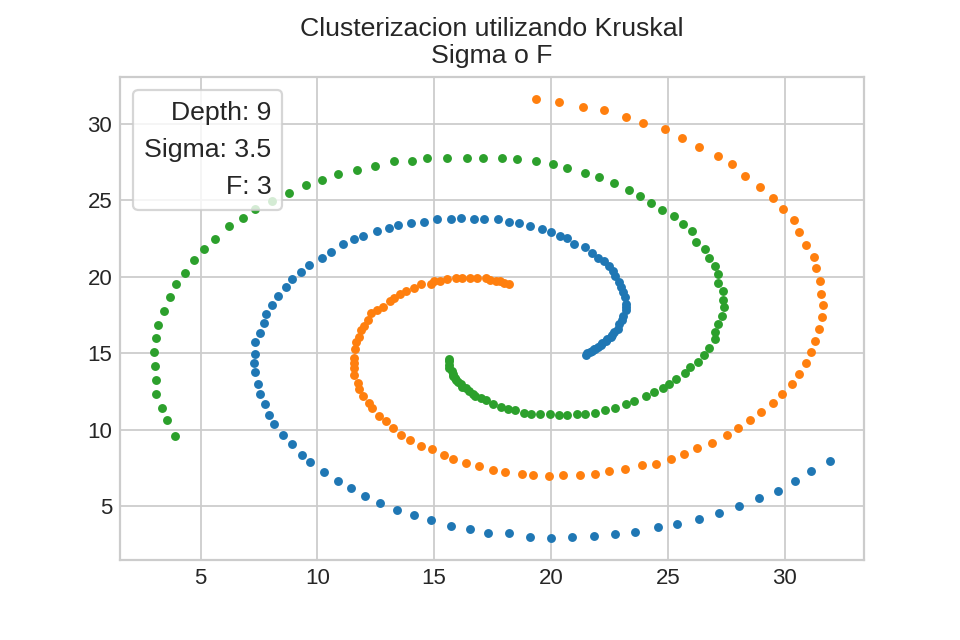 Clusterizacion utilizando Kruskal
Sigma o F
Depth: 9
Sigma: 3.5
F: 3
30
25
20
15
10
5
5 10 15 20 25 30